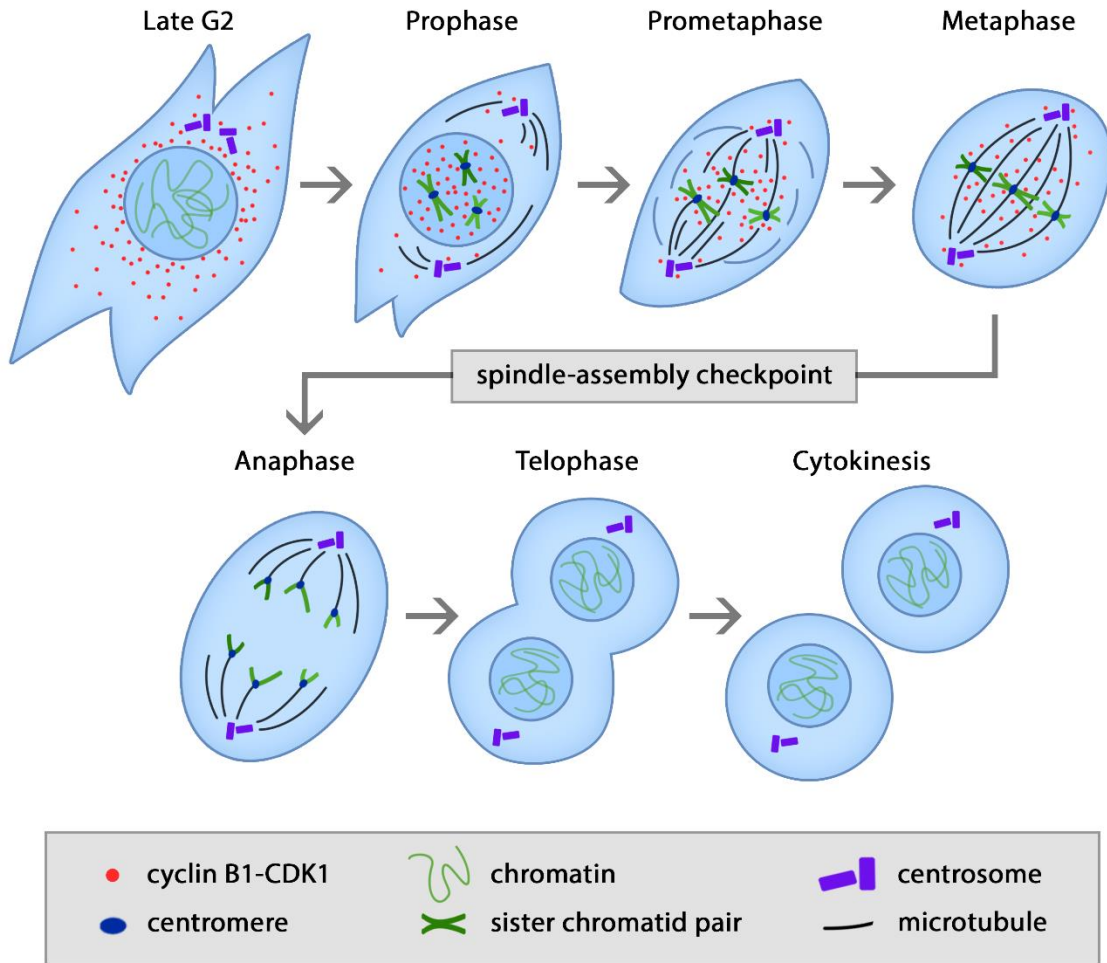 Late G2
Prophase
Prometaphase
Metaphase
spindle-assembly checkpoint
Anaphase
Telophase
Cytokinesis
cyclin B1-CDK1
chromatin
centrosome
centromere
sister chromatid pair
microtubule